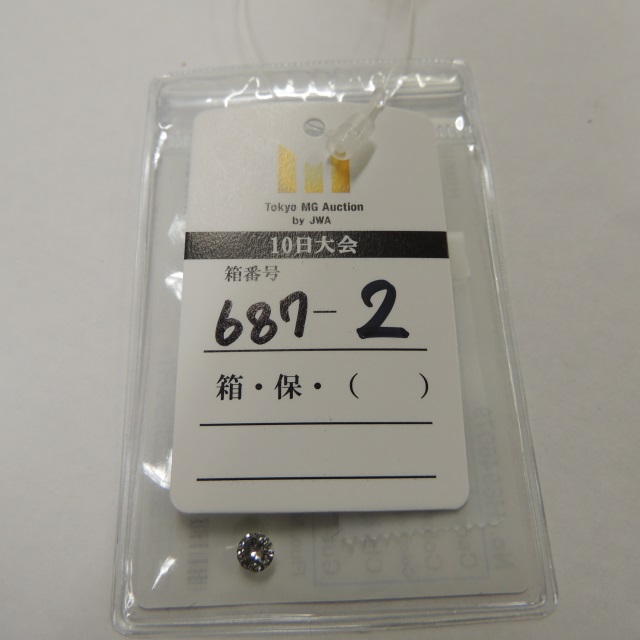 Tokyo MG Auction
by JWA
10日大会
箱番号
687-2
箱・保・（　　）